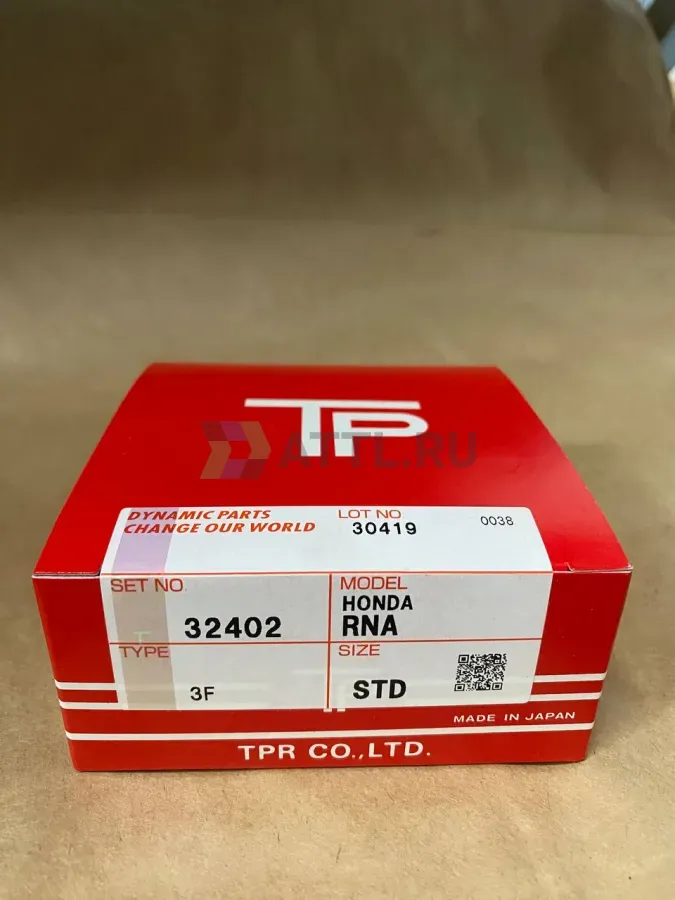 TP
ATTL.RU
DYNAMIC PARTS
CHANGE OUR WORLD
LOT NO
30419
0038
SET NO
32402
MODEL
HONDA
RNA
TYPE
3F
SIZE
STD
MADE IN JAPAN
TPR CO.,LTD.